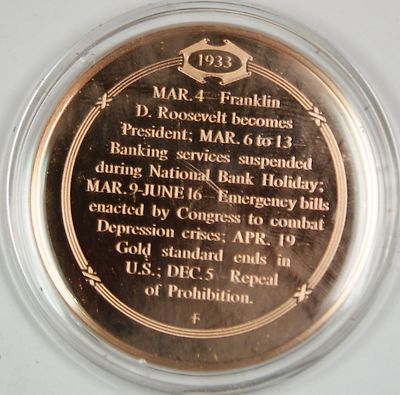 1933
MAR. 4 – Franklin
D. Roosevelt becomes
President; MAR. 6 to 13
Banking services suspended
during National Bank Holiday;
MAR. 9-JUNE 16 – Emergency bills
enacted by Congress to combat
Depression crises; APR. 19
Gold standard ends in
U.S.; DEC. 5 – Repeal
of Prohibition.